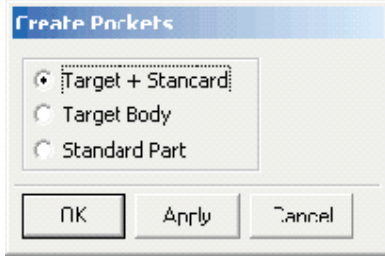 Create Pockets
Target + Stancard
Target Body
Standard Part
OK Apply Cancel